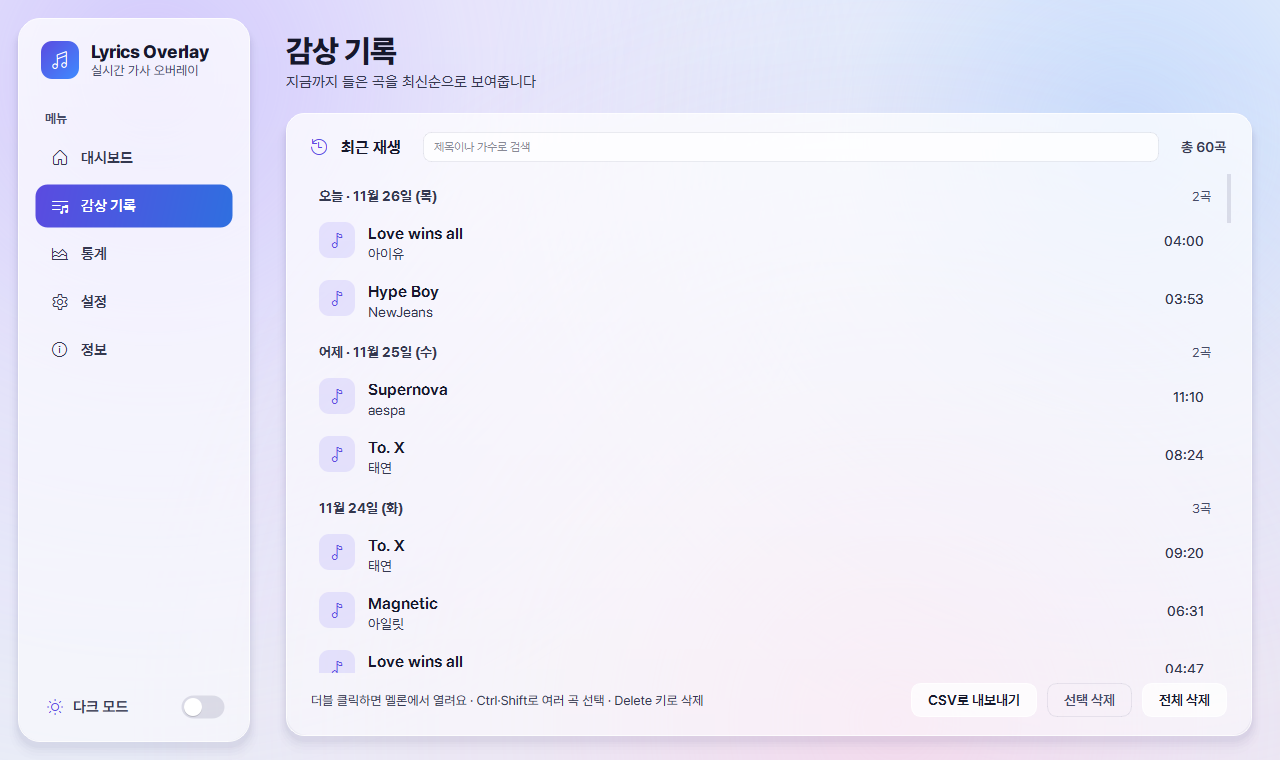 Lyrics Overlay
실시간 가사 오버레이
메뉴
대시보드
감상 기록
통계
설정
정보
다크 모드
감상 기록
지금까지 들은 곡을 최신순으로 보여줍니다
최근 재생
제목이나 가수로 검색
총 60곡
오늘 · 11월 26일 (목)
2곡
Love wins all
아이유
04:00
Hype Boy
NewJeans
03:53
어제 · 11월 25일 (수)
2곡
Supernova
aespa
11:10
To. X
태연
08:24
11월 24일 (화)
3곡
To. X
태연
09:20
Magnetic
아일릿
06:31
Love wins all
04:47
더블 클릭하면 멜론에서 열려요 · Ctrl·Shift로 여러 곡 선택 · Delete 키로 삭제
CSV로 내보내기
선택 삭제
전체 삭제